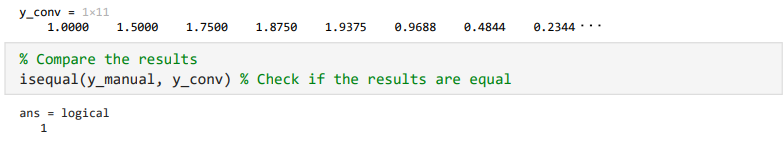 y_conv = 1×11
1.0000 1.5000 1.7500 1.8750 1.9375 0.9688 0.4844 0.2344 ···
% Compare the results
isequal(y_manual, y_conv) % Check if the results are equal
ans = logical
1